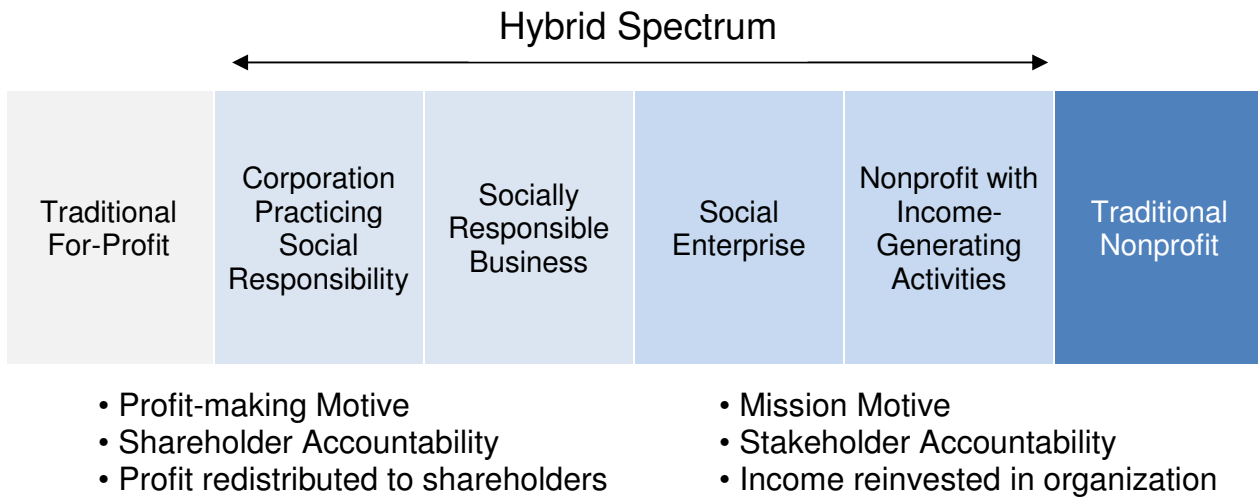 Hybrid Spectrum
Traditional
For-Profit
Corporation
Practicing
Social
Responsibility
Socially
Responsible
Business
Social
Enterprise
Nonprofit with
Income-
Generating
Activities
Traditional
Nonprofit
• Profit-making Motive
• Shareholder Accountability
• Profit redistributed to shareholders
• Mission Motive
• Stakeholder Accountability
• Income reinvested in organization